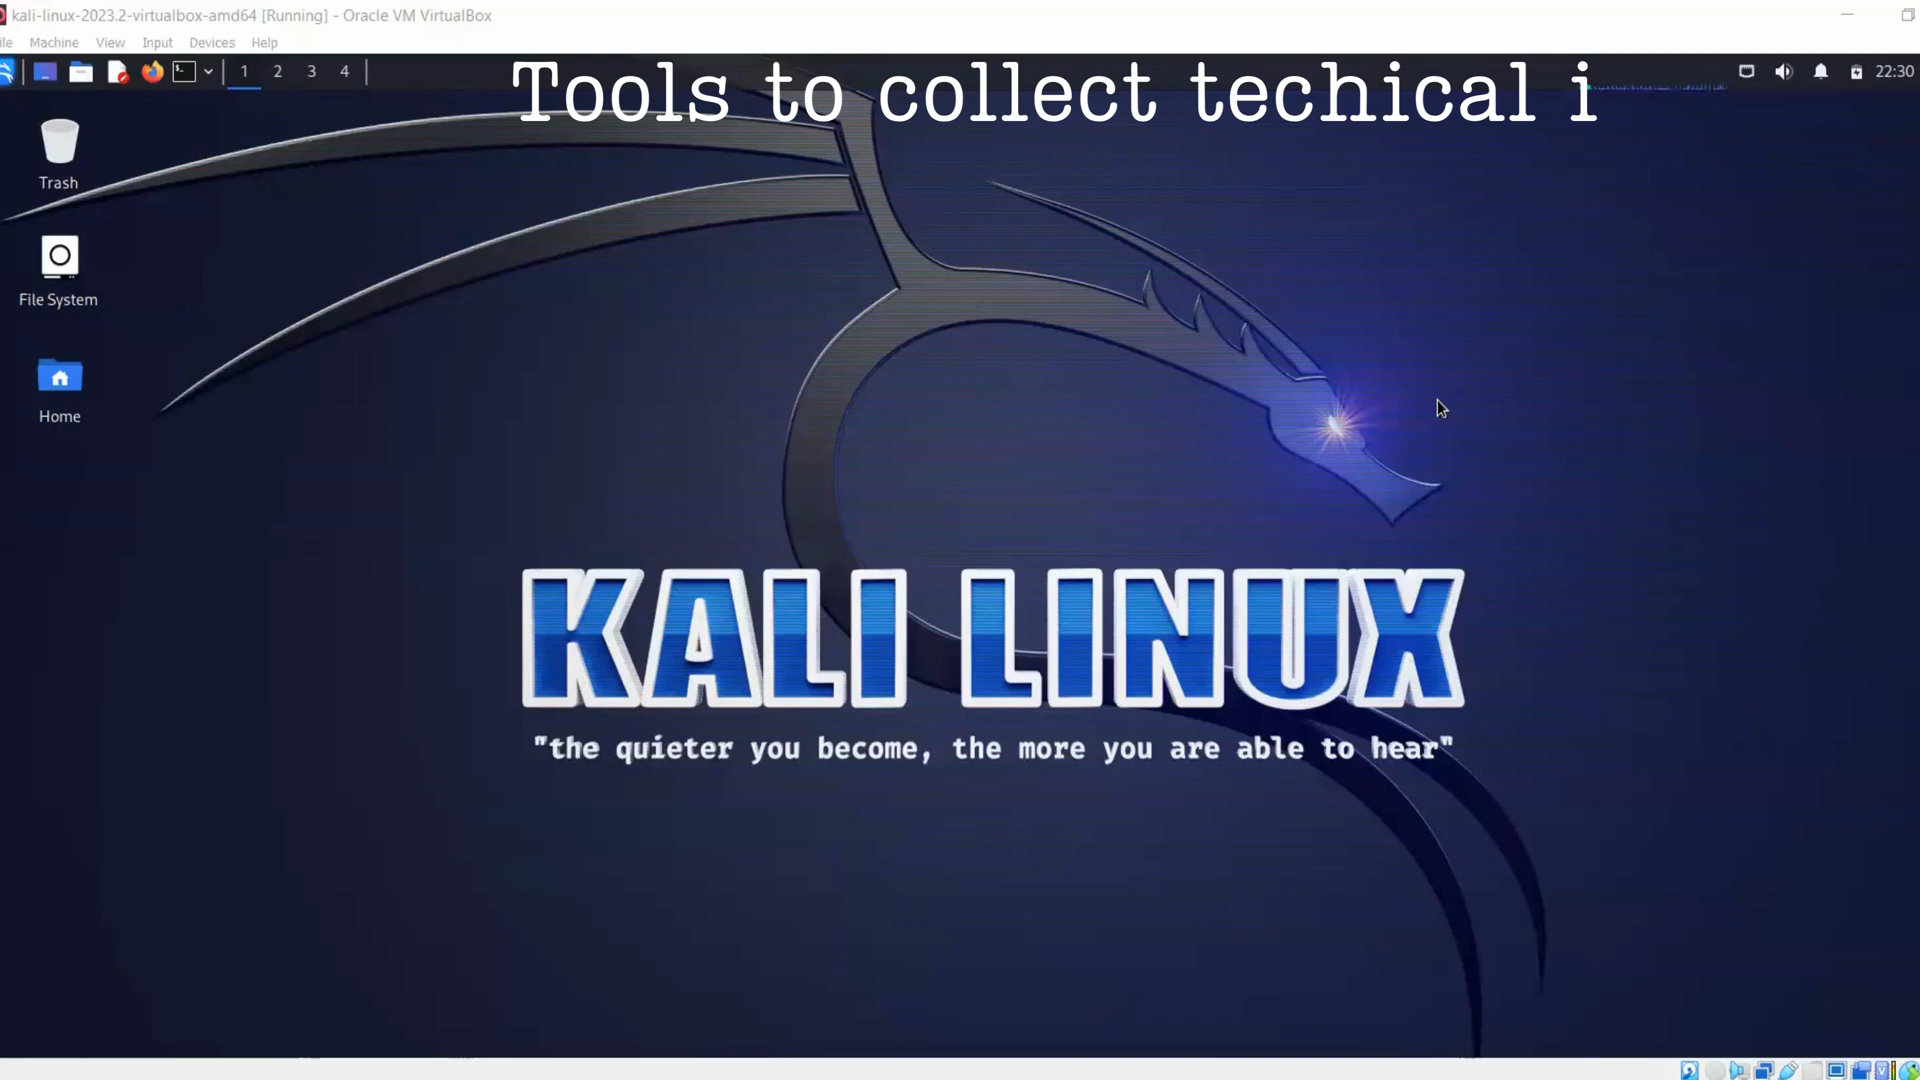 kali-linux-2023.2-virtualbox-amd64 [Running] - Oracle VM VirtualBox
ile Machine View Input Devices Help
1 2 3 4
22:30
Tools to collect techical i
Trash
File System
Home
KALI LINUX
"the quieter you become, the more you are able to hear"